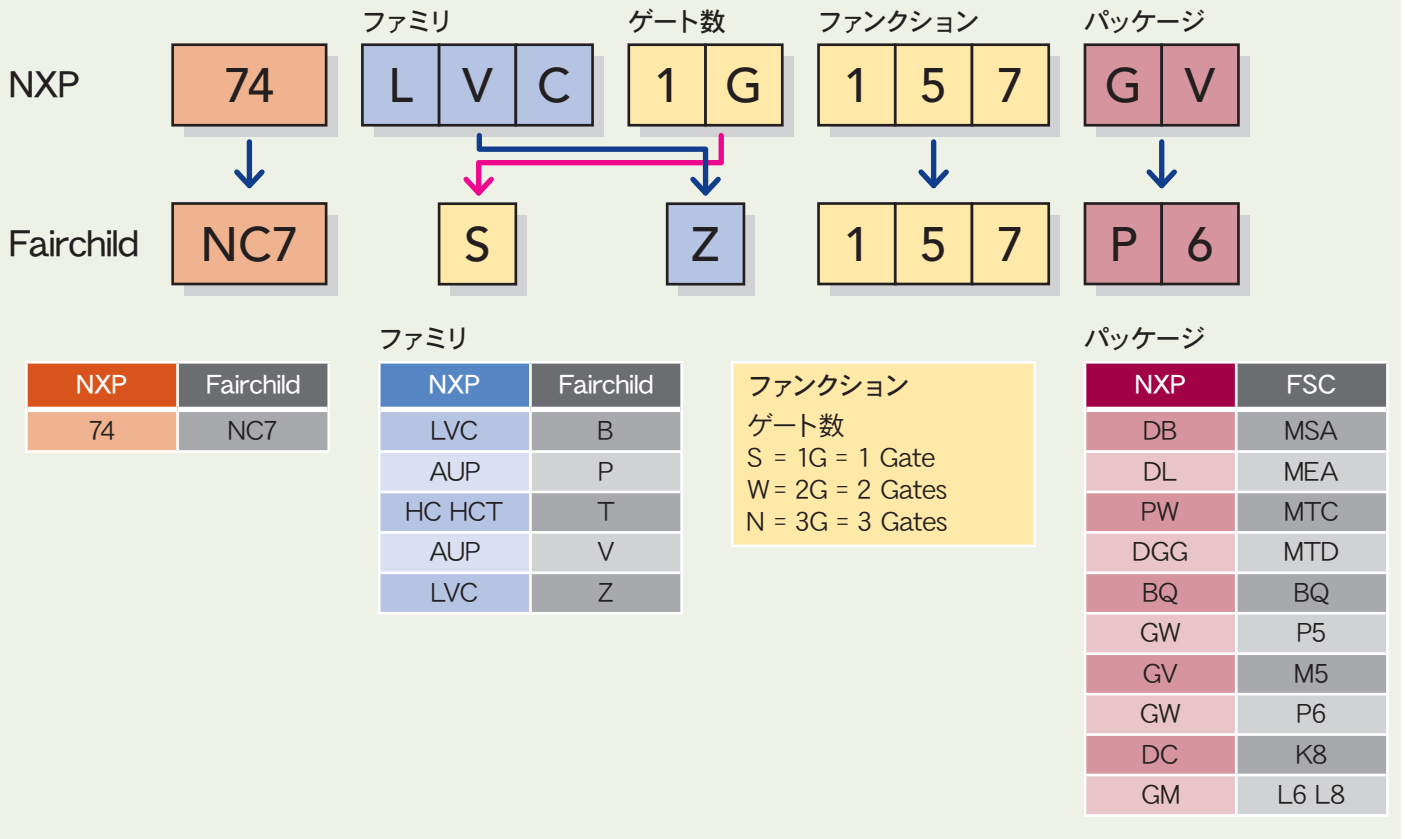 ファミリ ゲート数 ファンクション パッケージ
NXP 74 L V C 1 G 1 5 7 G V
Fairchild NC7 S Z 1 5 7 P 6
NXP Fairchild
74 NC7
ファミリ
NXP Fairchild
LVC B
AUP P
HC HCT T
AUP V
LVC Z
ファンクション
ゲート数
S = 1G = 1 Gate
W = 2G = 2 Gates
N = 3G = 3 Gates
パッケージ
NXP FSC
DB MSA
DL MEA
PW MTC
DGG MTD
BQ BQ
GW P5
GV M5
GW P6
DC K8
GM L6 L8